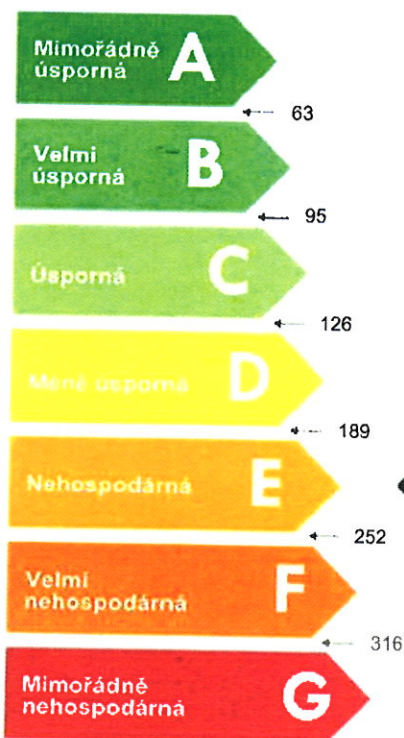 Mimořádně
úsporná
A
63
Velmi
úsporná
B
95
Úsporná
C
126
Méně úsporná
D
189
Nehospodárná
E
252
Velmi
nehospodárná
F
316
Mimořádně
nehospodárná
G